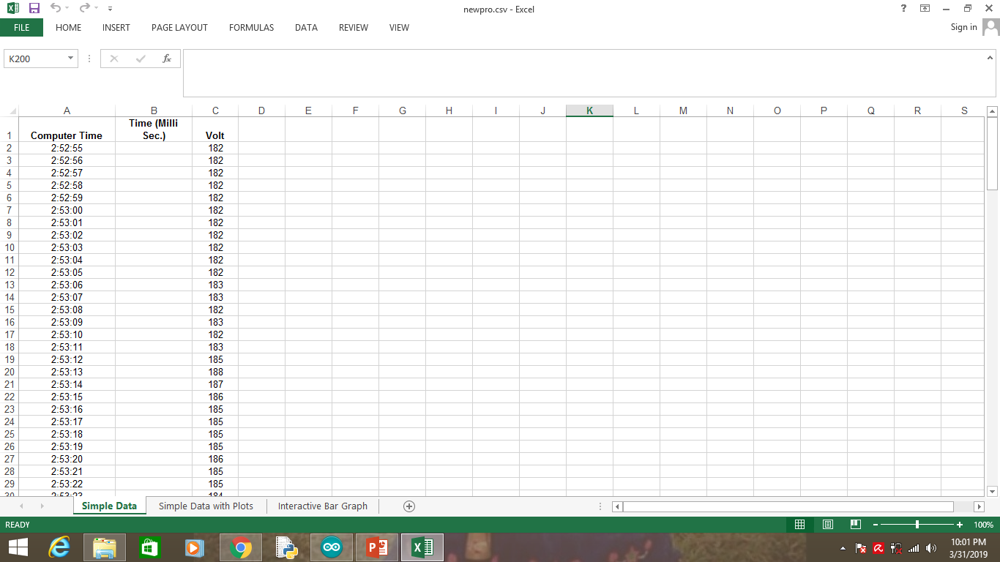 newpro.csv - Excel
?
FILE HOME INSERT PAGE LAYOUT FORMULAS DATA REVIEW VIEW Sign in
K200 fx
A B C D E F G H I J K L M N O P Q R S
1 Computer Time Time (Milli Sec.) Volt
2 2:52:55 182
3 2:52:56 182
4 2:52:57 182
5 2:52:58 182
6 2:52:59 182
7 2:53:00 182
8 2:53:01 182
9 2:53:02 182
10 2:53:03 182
11 2:53:04 182
12 2:53:05 182
13 2:53:06 183
14 2:53:07 183
15 2:53:08 182
16 2:53:09 183
17 2:53:10 182
18 2:53:11 183
19 2:53:12 185
20 2:53:13 188
21 2:53:14 187
22 2:53:15 186
23 2:53:16 185
24 2:53:17 185
25 2:53:18 185
26 2:53:19 185
27 2:53:20 186
28 2:53:21 185
29 2:53:22 185
30 2:53:23 184
Simple Data Simple Data with Plots Interactive Bar Graph
READY 100%
10:01 PM
3/31/2019